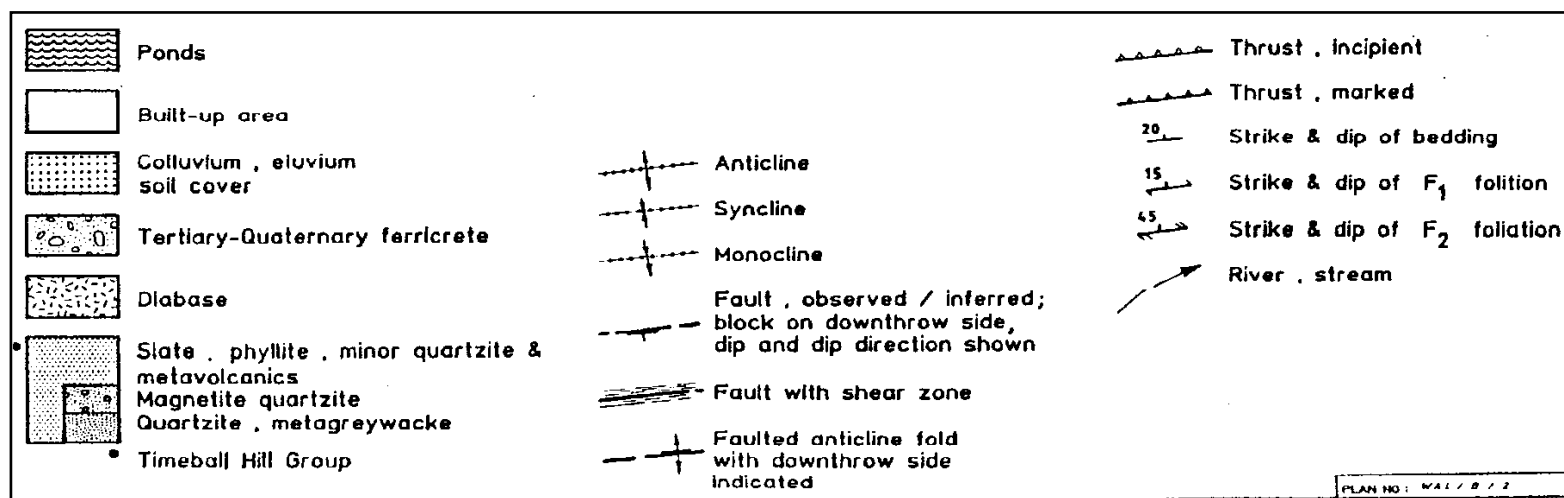 Ponds
Built-up area
Colluvium , eluvium
soil cover
Tertiary-Quaternary ferricrete
Diabase
Slate , phyllite , minor quartzite &
metavolcanics
Magnetite quartzite
Quartzite , metagreywacke
• Timeball Hill Group
Anticline
Syncline
Monocline
Fault , observed / inferred;
block on downthrow side,
dip and dip direction shown
Fault with shear zone
Faulted anticline fold
with downthrow side
indicated
Thrust , incipient
Thrust , marked
20 Strike & dip of bedding
15 Strike & dip of F1 folition
45 Strike & dip of F2 foliation
River , stream
PLAN NO : WAL / B / 2